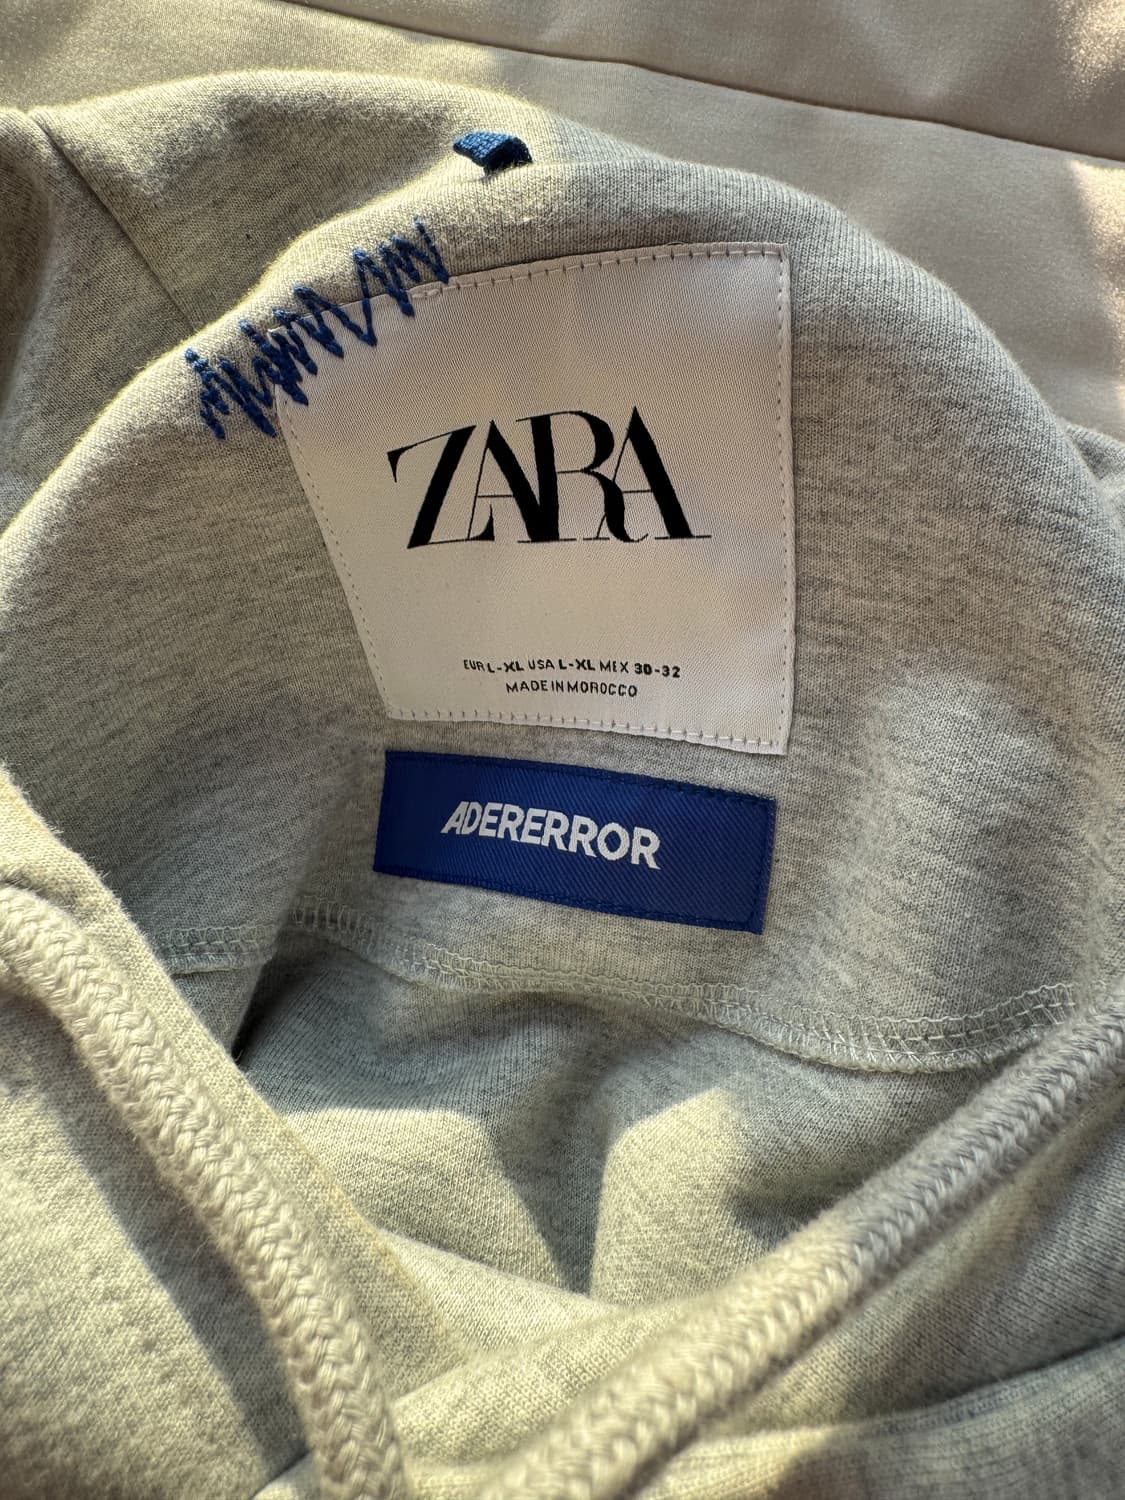 ZARA
EUR L-XL USA L-XL MEX 30-32
MADE IN MOROCCO
ADERERROR